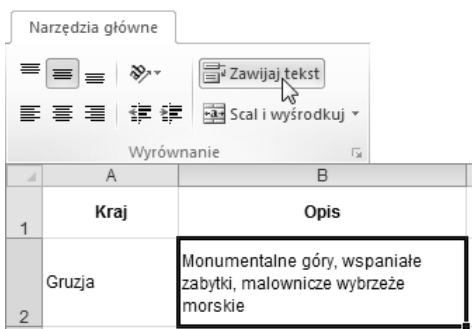 Narzędzia główne
Zawijaj tekst
Scal i wyśrodkuj
Wyrównanie
A B
1 Kraj Opis
2 Gruzja Monumentalne góry, wspaniałe
zabytki, malownicze wybrzeże
morskie